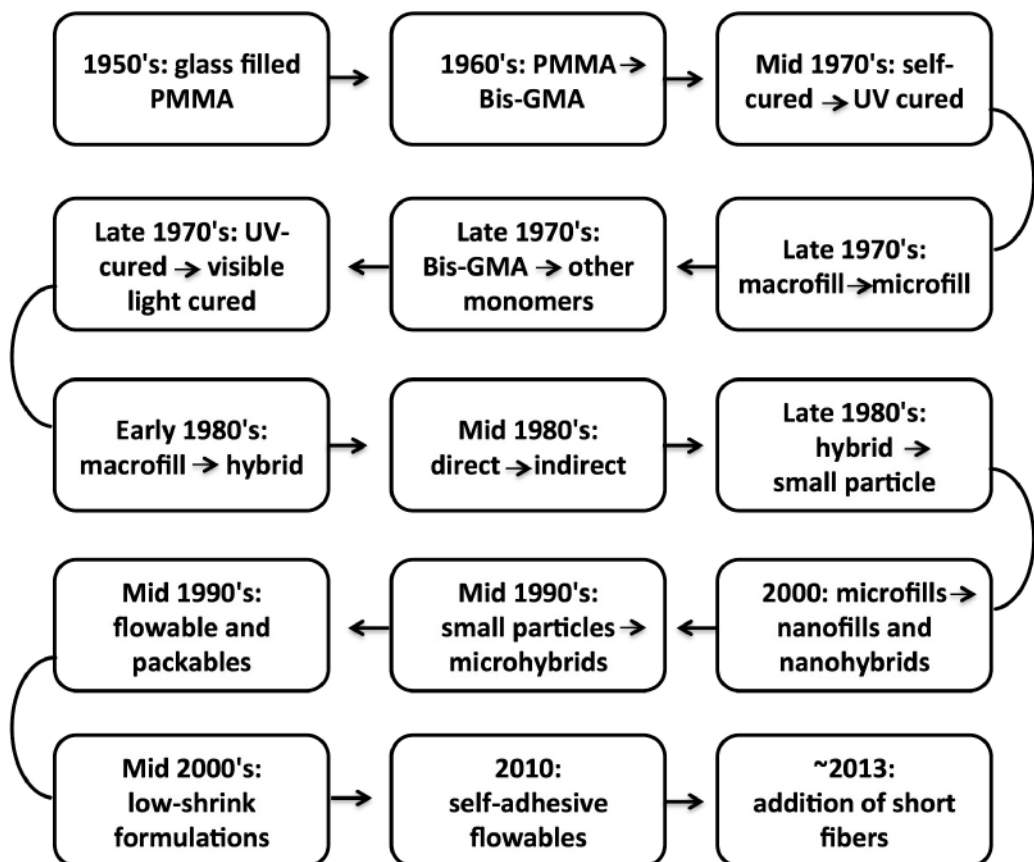 1950's: glass filled
PMMA
1960's: PMMA→
Bis-GMA
Mid 1970's: self-
cured → UV cured
Late 1970's:
macrofill→microfill
Late 1970's:
Bis-GMA → other
monomers
Late 1970's: UV-
cured → visible
light cured
Early 1980's:
macrofill → hybrid
Mid 1980's:
direct →indirect
Late 1980's:
hybrid →
small particle
2000: microfills→
nanofills and
nanohybrids
Mid 1990's:
small particles→
microhybrids
Mid 1990's:
flowable and
packables
Mid 2000's:
low-shrink
formulations
2010:
self-adhesive
flowables
~2013:
addition of short
fibers